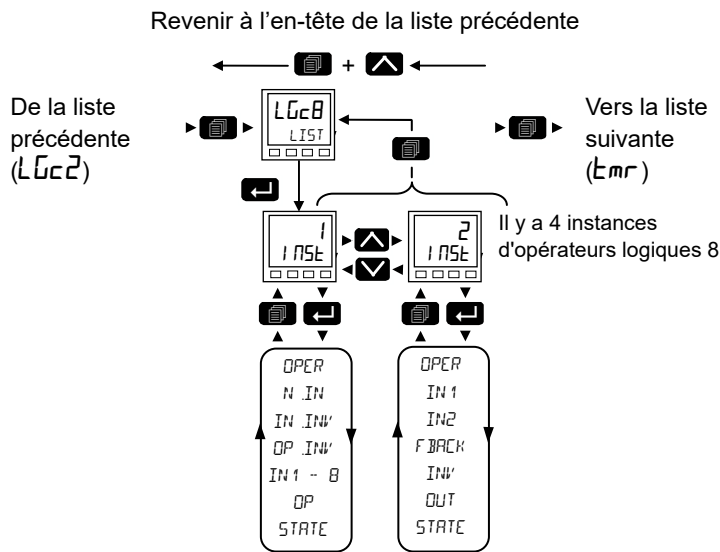 Revenir à l’en-tête de la liste précédente
+
De la liste
précédente
(LGc2)
LGc8
LIST
Vers la liste
suivante
(tmr)
1
INSt
2
INSt
Il y a 4 instances
d'opérateurs logiques 8
OPER
N .IN
IN .INV
OP .INV
IN1 - 8
OP
STATE
OPER
IN1
IN2
F.BACK
INV
OUT
STATE